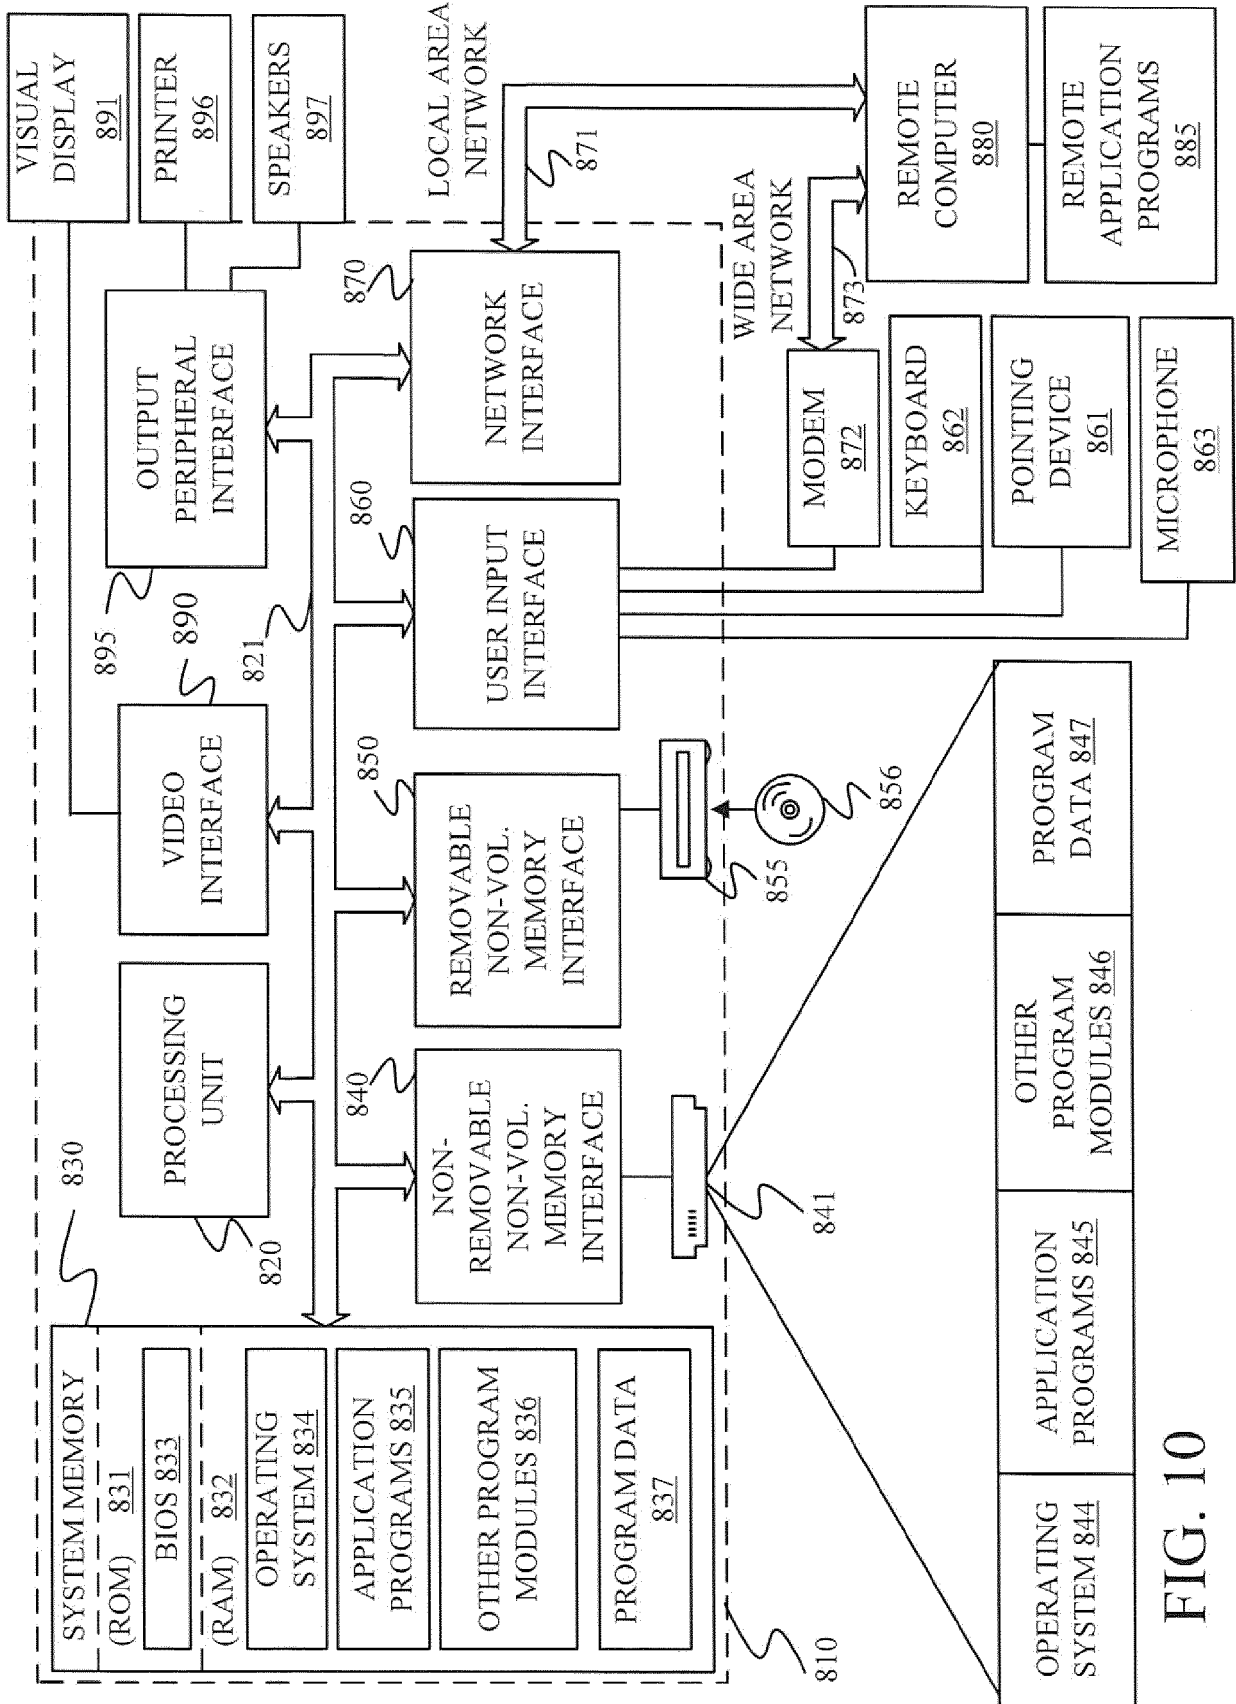 SYSTEM MEMORY
(ROM) 831
BIOS 833
(RAM) 832
OPERATING
SYSTEM 834
APPLICATION
PROGRAMS 835
OTHER PROGRAM
MODULES 836
PROGRAM DATA
837
830
820
PROCESSING
UNIT
890
VIDEO
INTERFACE
895
OUTPUT
PERIPHERAL
INTERFACE
821
VISUAL
DISPLAY
891
PRINTER
896
SPEAKERS
897
840
NON-
REMOVABLE
NON-VOL.
MEMORY
INTERFACE
850
REMOVABLE
NON-VOL.
MEMORY
INTERFACE
860
USER INPUT
INTERFACE
870
NETWORK
INTERFACE
LOCAL AREA
NETWORK
871
810
841
855
856
WIDE AREA
NETWORK
873
MODEM
872
KEYBOARD
862
POINTING
DEVICE
861
MICROPHONE
863
REMOTE
COMPUTER
880
REMOTE
APPLICATION
PROGRAMS
885
OPERATING
SYSTEM 844
APPLICATION
PROGRAMS 845
OTHER
PROGRAM
MODULES 846
PROGRAM
DATA 847
FIG. 10